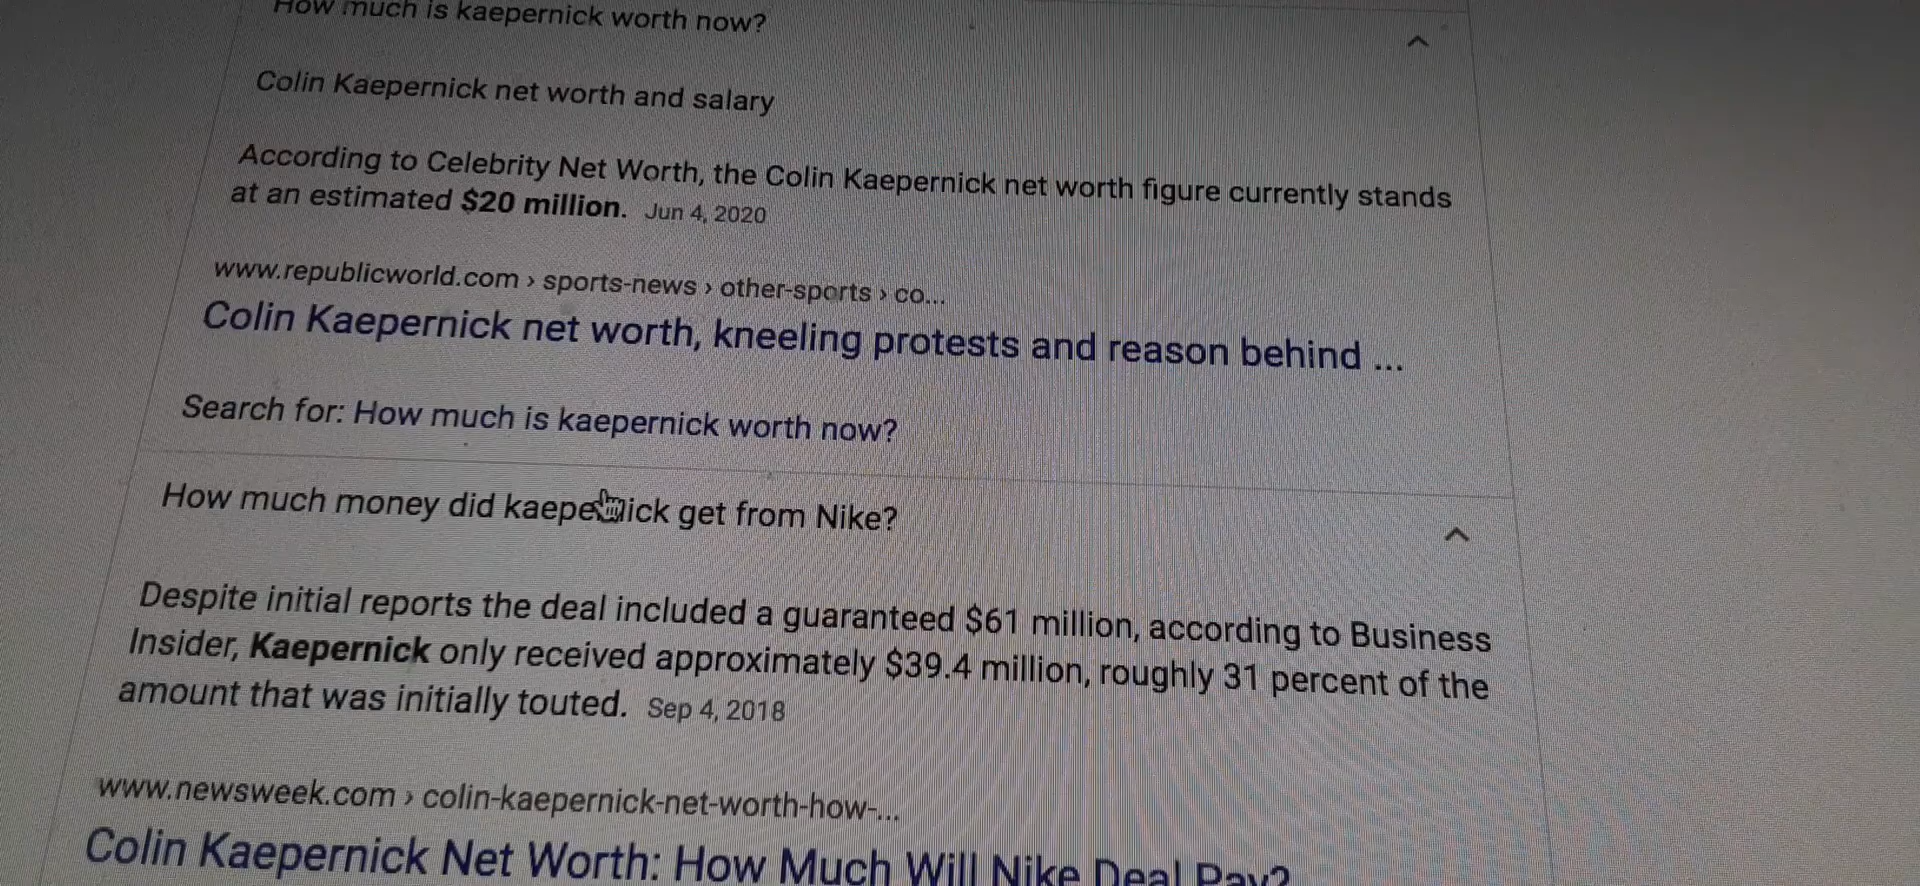 How much is kaepernick worth now?
Colin Kaepernick net worth and salary
According to Celebrity Net Worth, the Colin Kaepernick net worth figure currently stands
at an estimated $20 million. Jun 4, 2020
www.republicworld.com › sports-news › other-sports › co...
Colin Kaepernick net worth, kneeling protests and reason behind ...
Search for: How much is kaepernick worth now?
How much money did kaepernick get from Nike?
Despite initial reports the deal included a guaranteed $61 million, according to Business
Insider, Kaepernick only received approximately $39.4 million, roughly 31 percent of the
amount that was initially touted. Sep 4, 2018
www.newsweek.com › colin-kaepernick-net-worth-how-...
Colin Kaepernick Net Worth: How Much Will Nike Deal Pay?